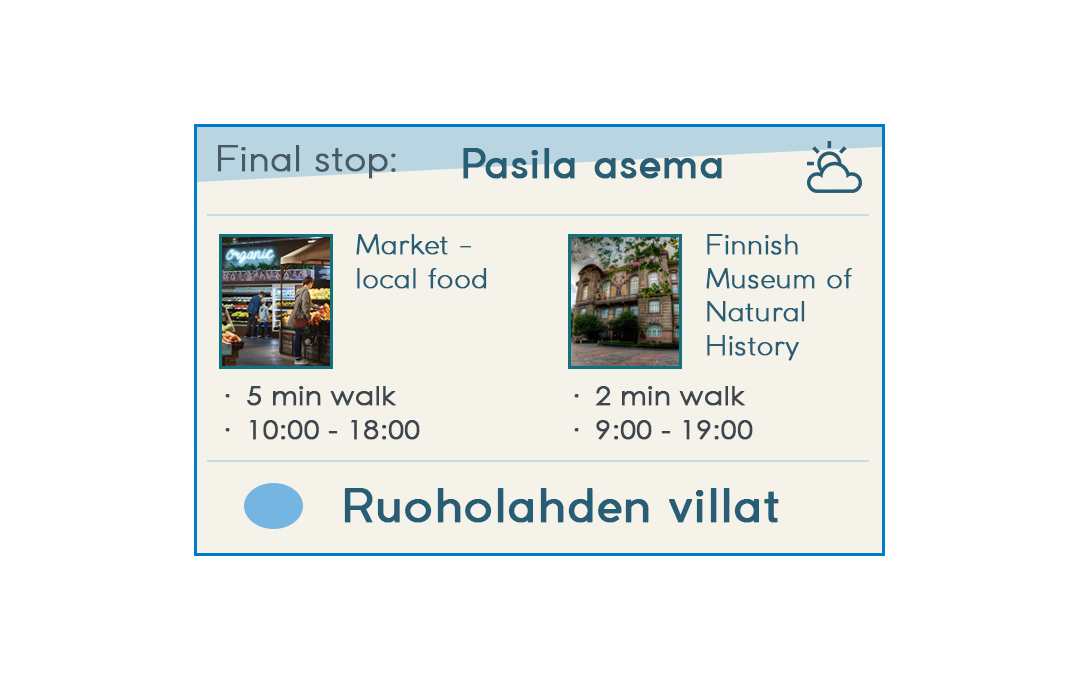 Final stop:
Pasila asema
Organic
Market –
local food
Finnish
Museum of
Natural
History
· 5 min walk
· 10:00 - 18:00
· 2 min walk
· 9:00 - 19:00
Ruoholahden villat